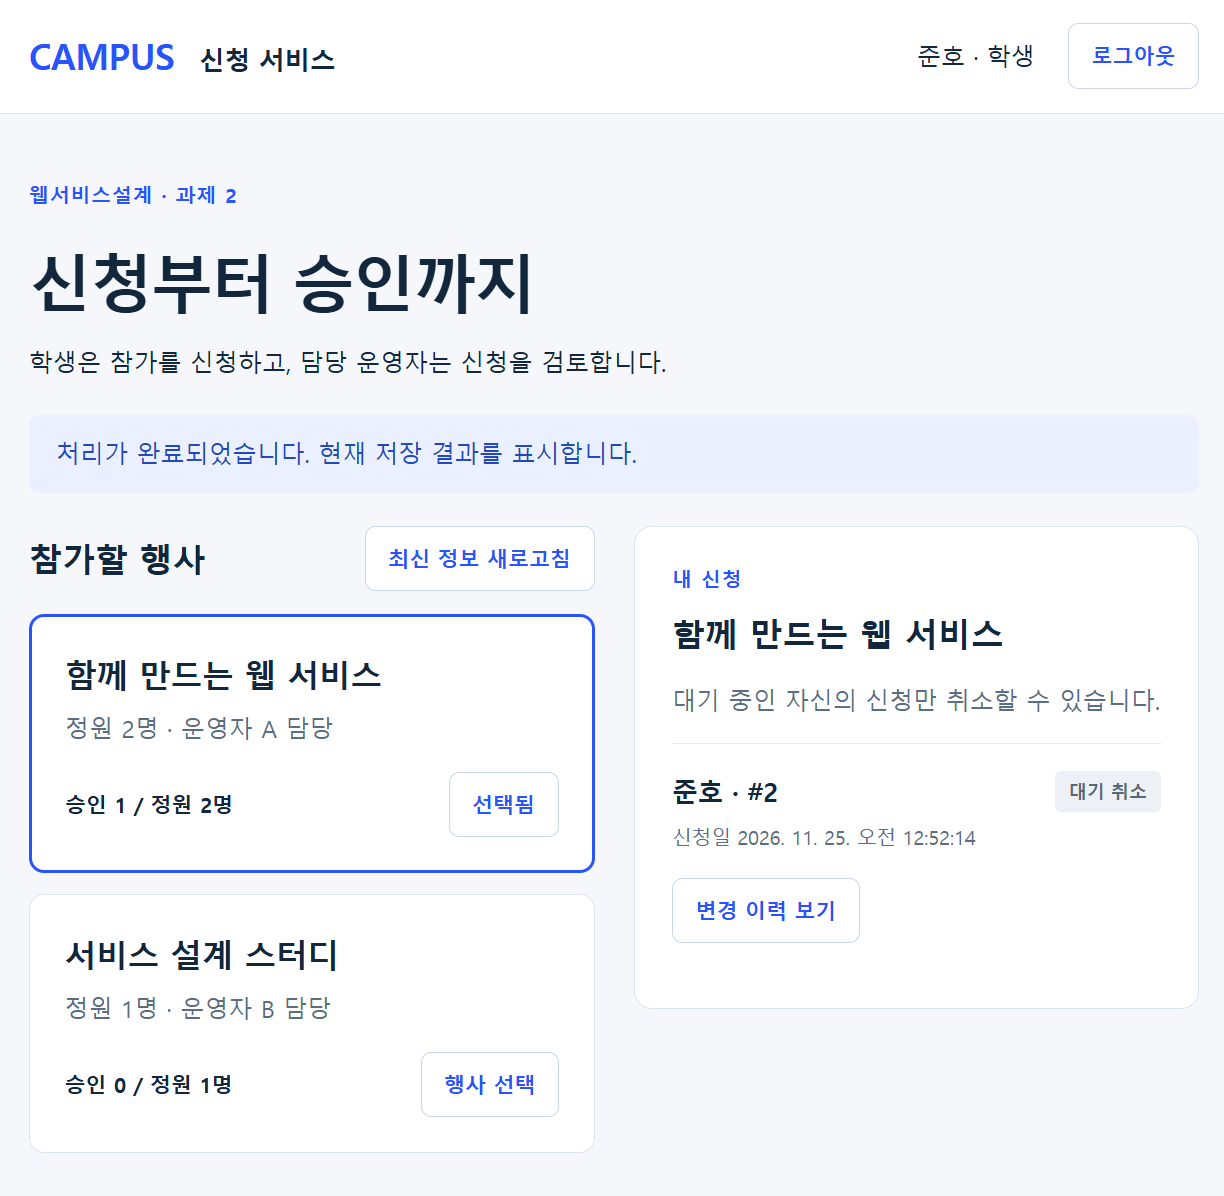 CAMPUS 신청 서비스
준호 · 학생
로그아웃
웹서비스설계 · 과제 2
신청부터 승인까지
학생은 참가를 신청하고, 담당 운영자는 신청을 검토합니다.
처리가 완료되었습니다. 현재 저장 결과를 표시합니다.
참가할 행사
최신 정보 새로고침
함께 만드는 웹 서비스
정원 2명 · 운영자 A 담당
승인 1 / 정원 2명
선택됨
서비스 설계 스터디
정원 1명 · 운영자 B 담당
승인 0 / 정원 1명
행사 선택
내 신청
함께 만드는 웹 서비스
대기 중인 자신의 신청만 취소할 수 있습니다.
준호 · #2
대기 취소
신청일 2026. 11. 25. 오전 12:52:14
변경 이력 보기